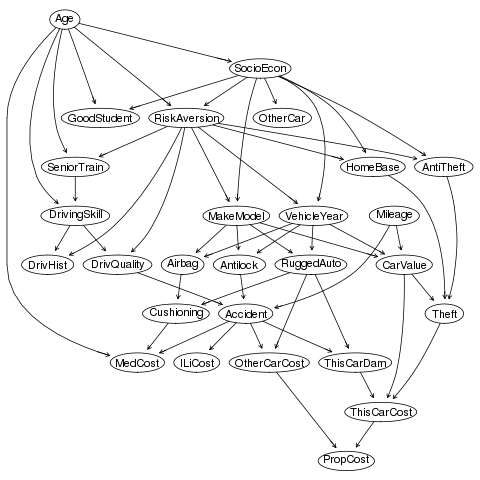 Age
SocioEcon
GoodStudent
RiskAversion
OtherCar
SeniorTrain
HomeBase
AntiTheft
DrivingSkill
MakeModel
VehicleYear
Mileage
DrivHist
DrivQuality
Airbag
Antilock
RuggedAuto
CarValue
Cushioning
Accident
Theft
MedCost
ILiCost
OtherCarCost
ThisCarDam
ThisCarCost
PropCost